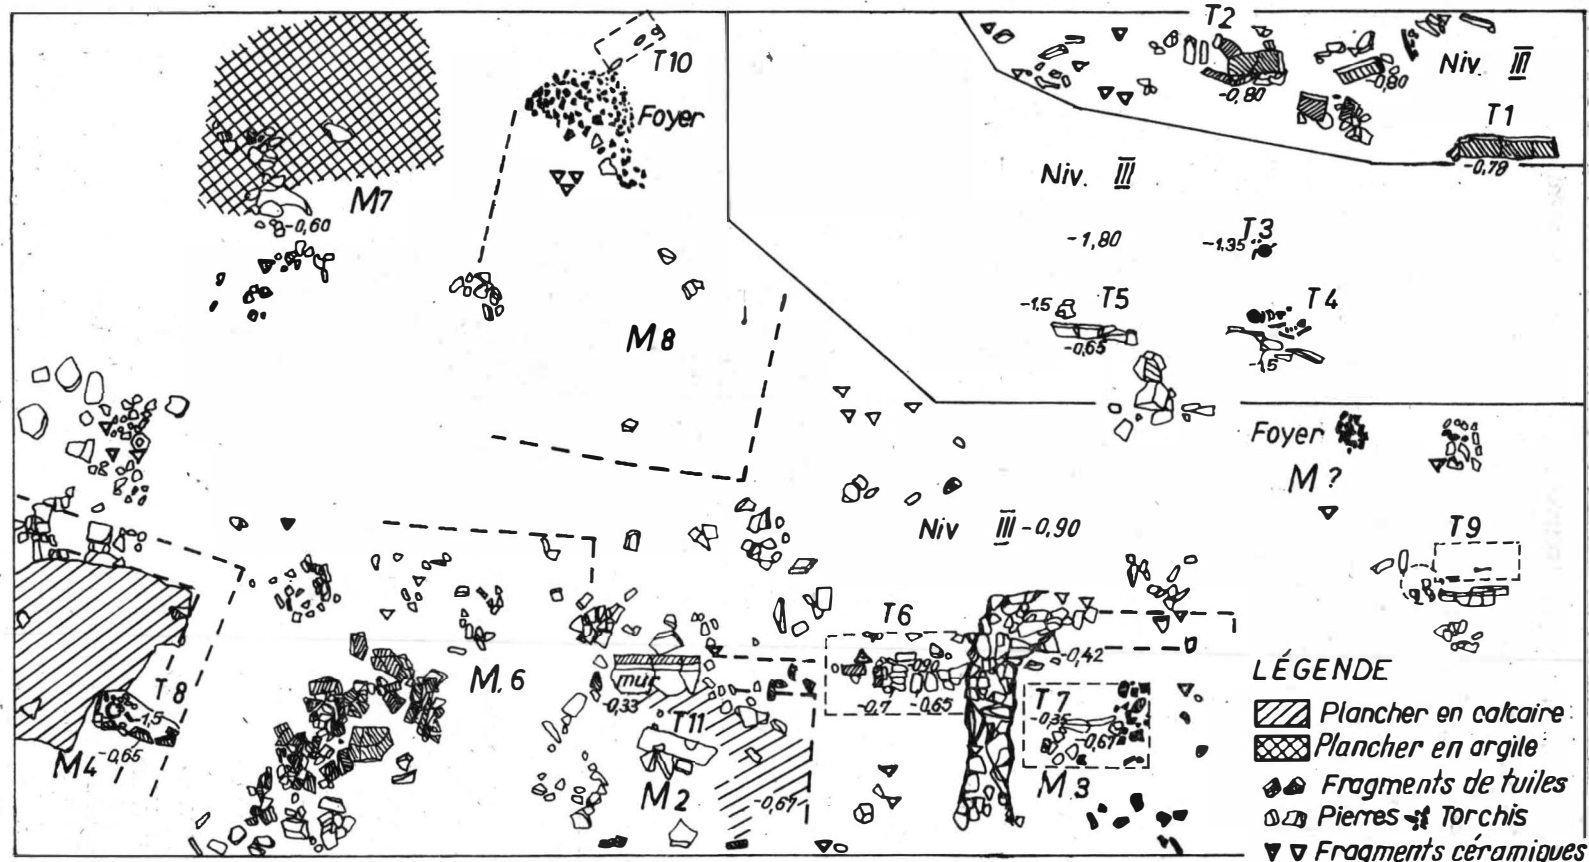 T2
T10
Niv. III
-0,80
-0,80
Foyer
T1
-0,78
Niv. III
M7
-0,60
-1,80
-1,35
T3
-1,5
T5
T4
-0,65
-1,5
M8
Foyer
M?
Niv III -0,90
T9
T6
-0,90
-0,7
-0,65
-0,42
M.6
mur
-0,33
T8
-1,5
-0,65
M4
T11
M2
-0,67
T7
-0,67
M3
LÉGENDE
Plancher en calcaire
Plancher en argile
Fragments de tuiles
Pierres Torchis
Fragments céramiques